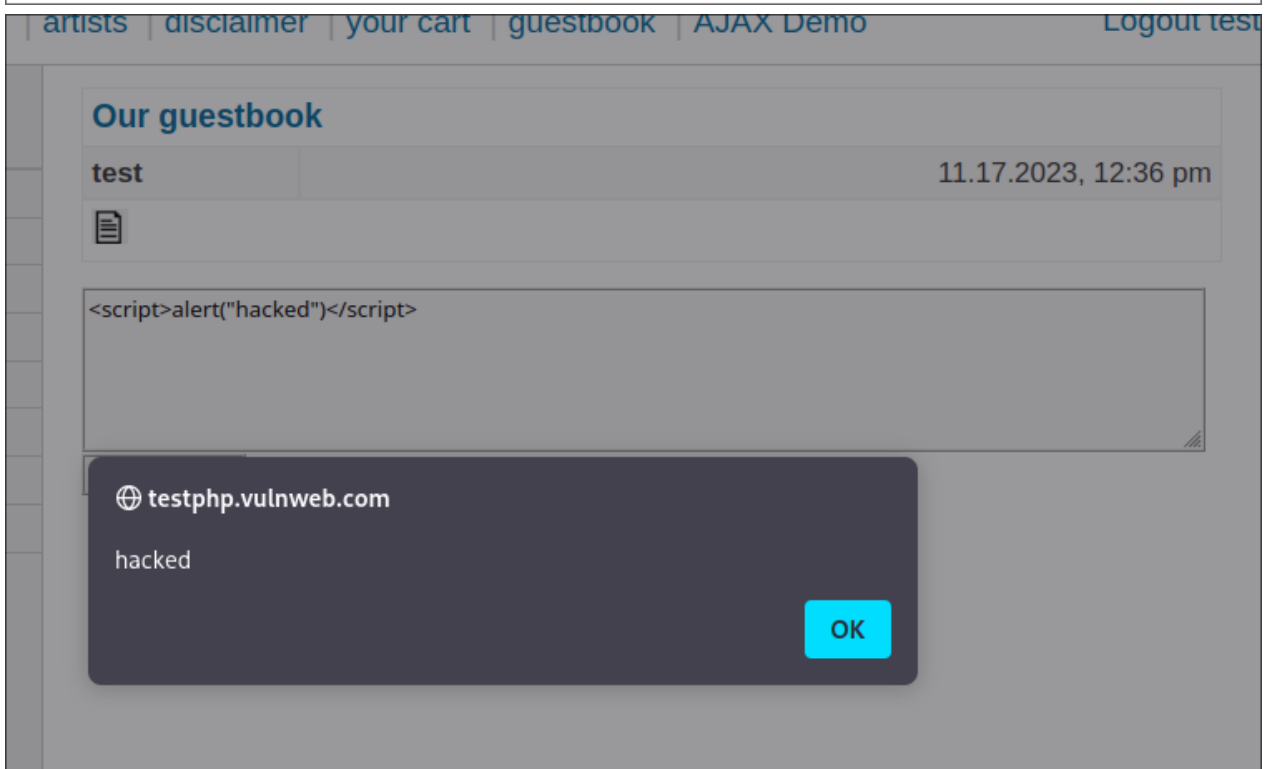 artists | disclaimer | your cart | guestbook | AJAX Demo Logout test
Our guestbook
test 11.17.2023, 12:36 pm
<script>alert("hacked")</script>
testphp.vulnweb.com
hacked
OK